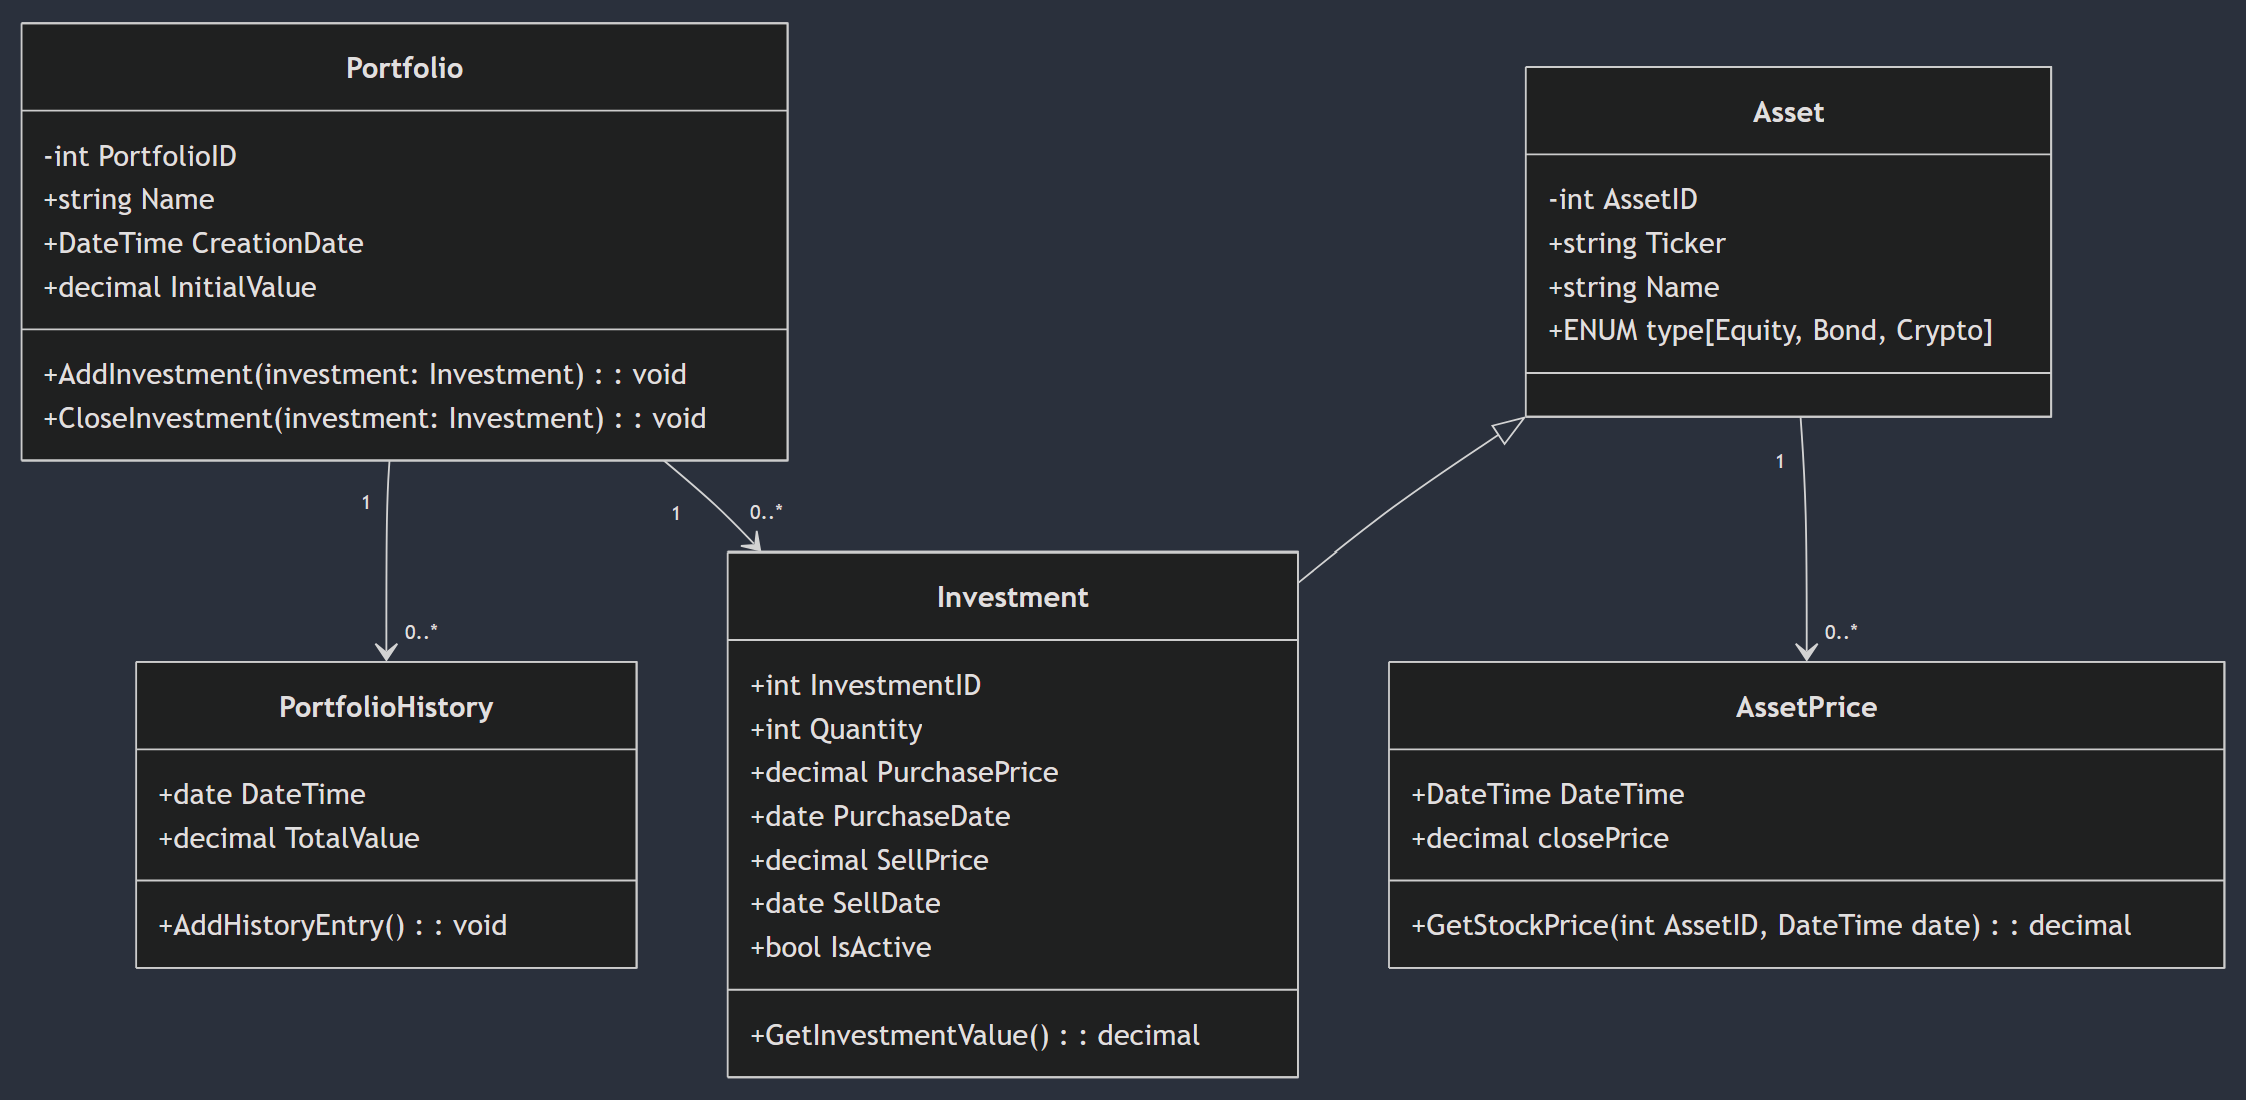 Portfolio
-int PortfolioID
+string Name
+DateTime CreationDate
+decimal InitialValue
+AddInvestment(investment: Investment) : : void
+CloseInvestment(investment: Investment) : : void
Asset
-int AssetID
+string Ticker
+string Name
+ENUM type[Equity, Bond, Crypto]
1
0..*
1
0..*
1
0..*
PortfolioHistory
+date DateTime
+decimal TotalValue
+AddHistoryEntry() : : void
Investment
+int InvestmentID
+int Quantity
+decimal PurchasePrice
+date PurchaseDate
+decimal SellPrice
+date SellDate
+bool IsActive
+GetInvestmentValue() : : decimal
AssetPrice
+DateTime DateTime
+decimal closePrice
+GetStockPrice(int AssetID, DateTime date) : : decimal